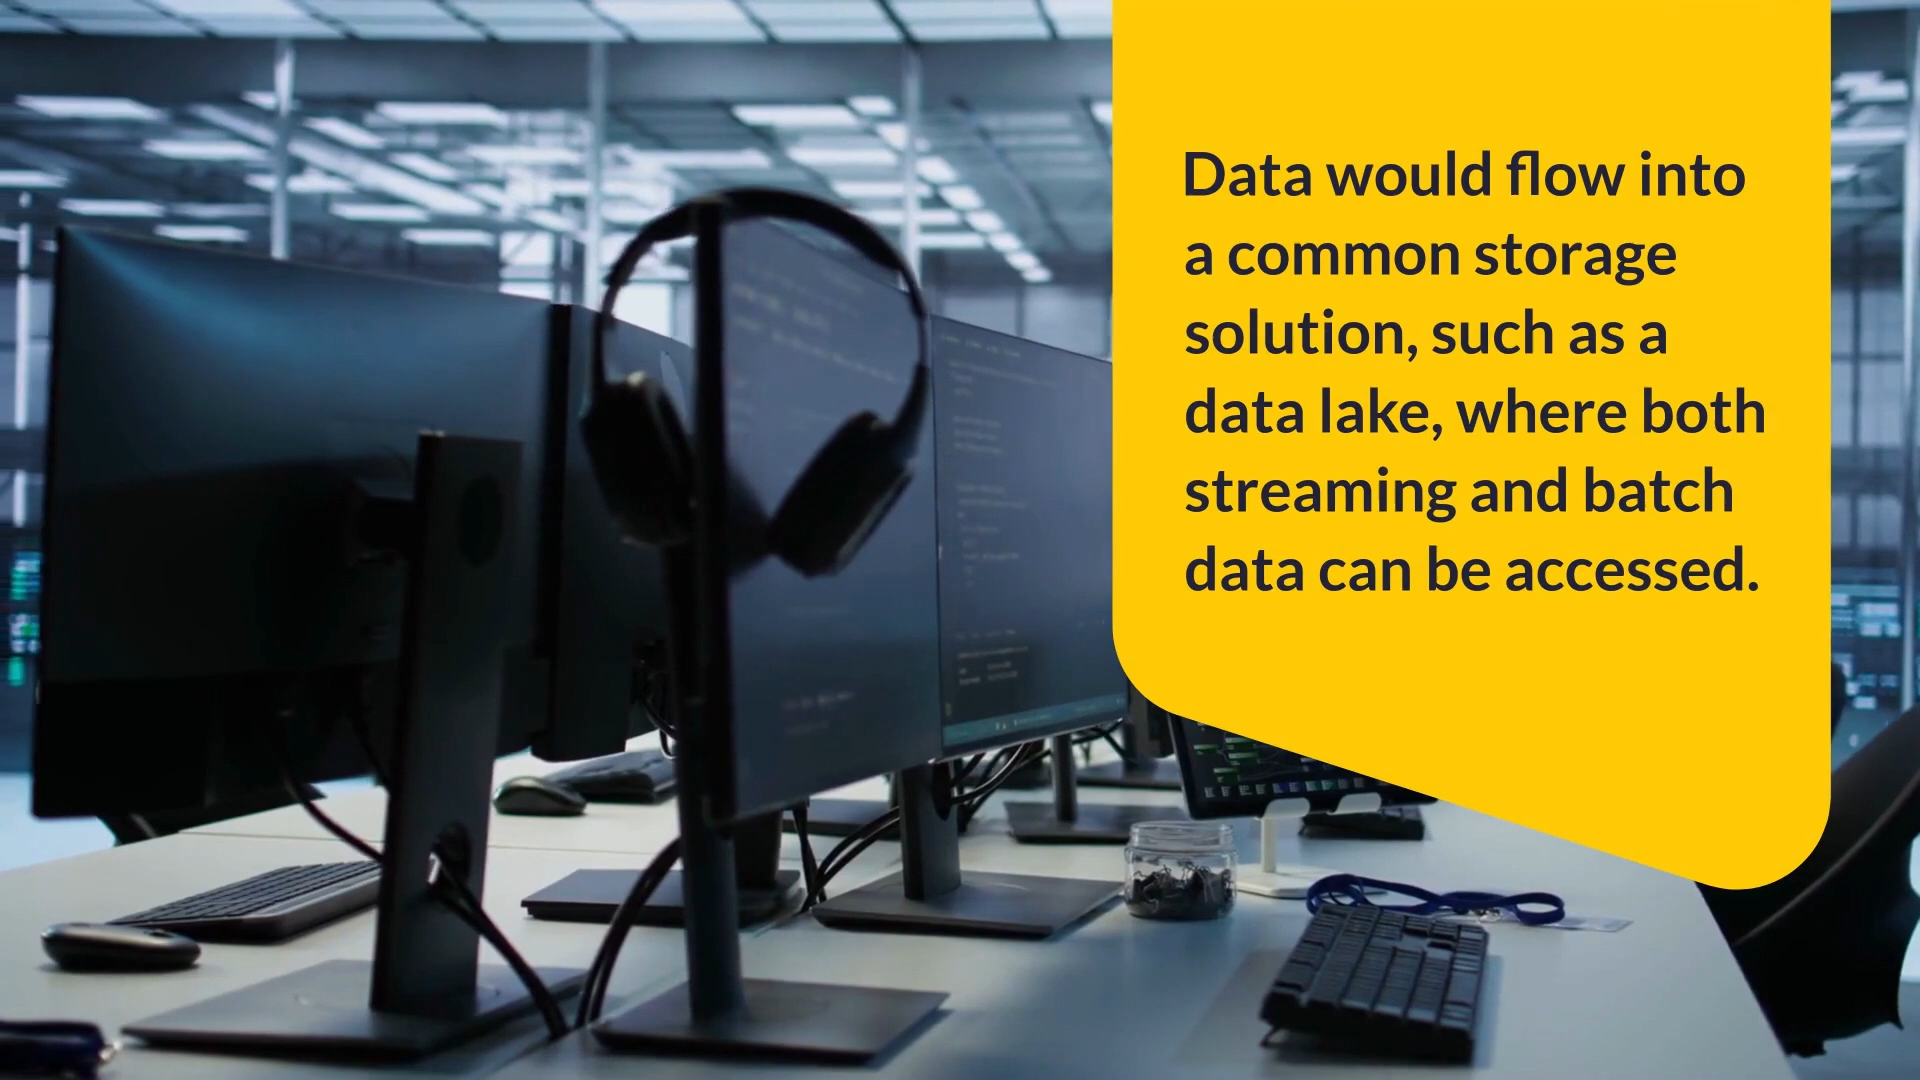 Data would flow into
a common storage
solution, such as a
data lake, where both
streaming and batch
data can be accessed.